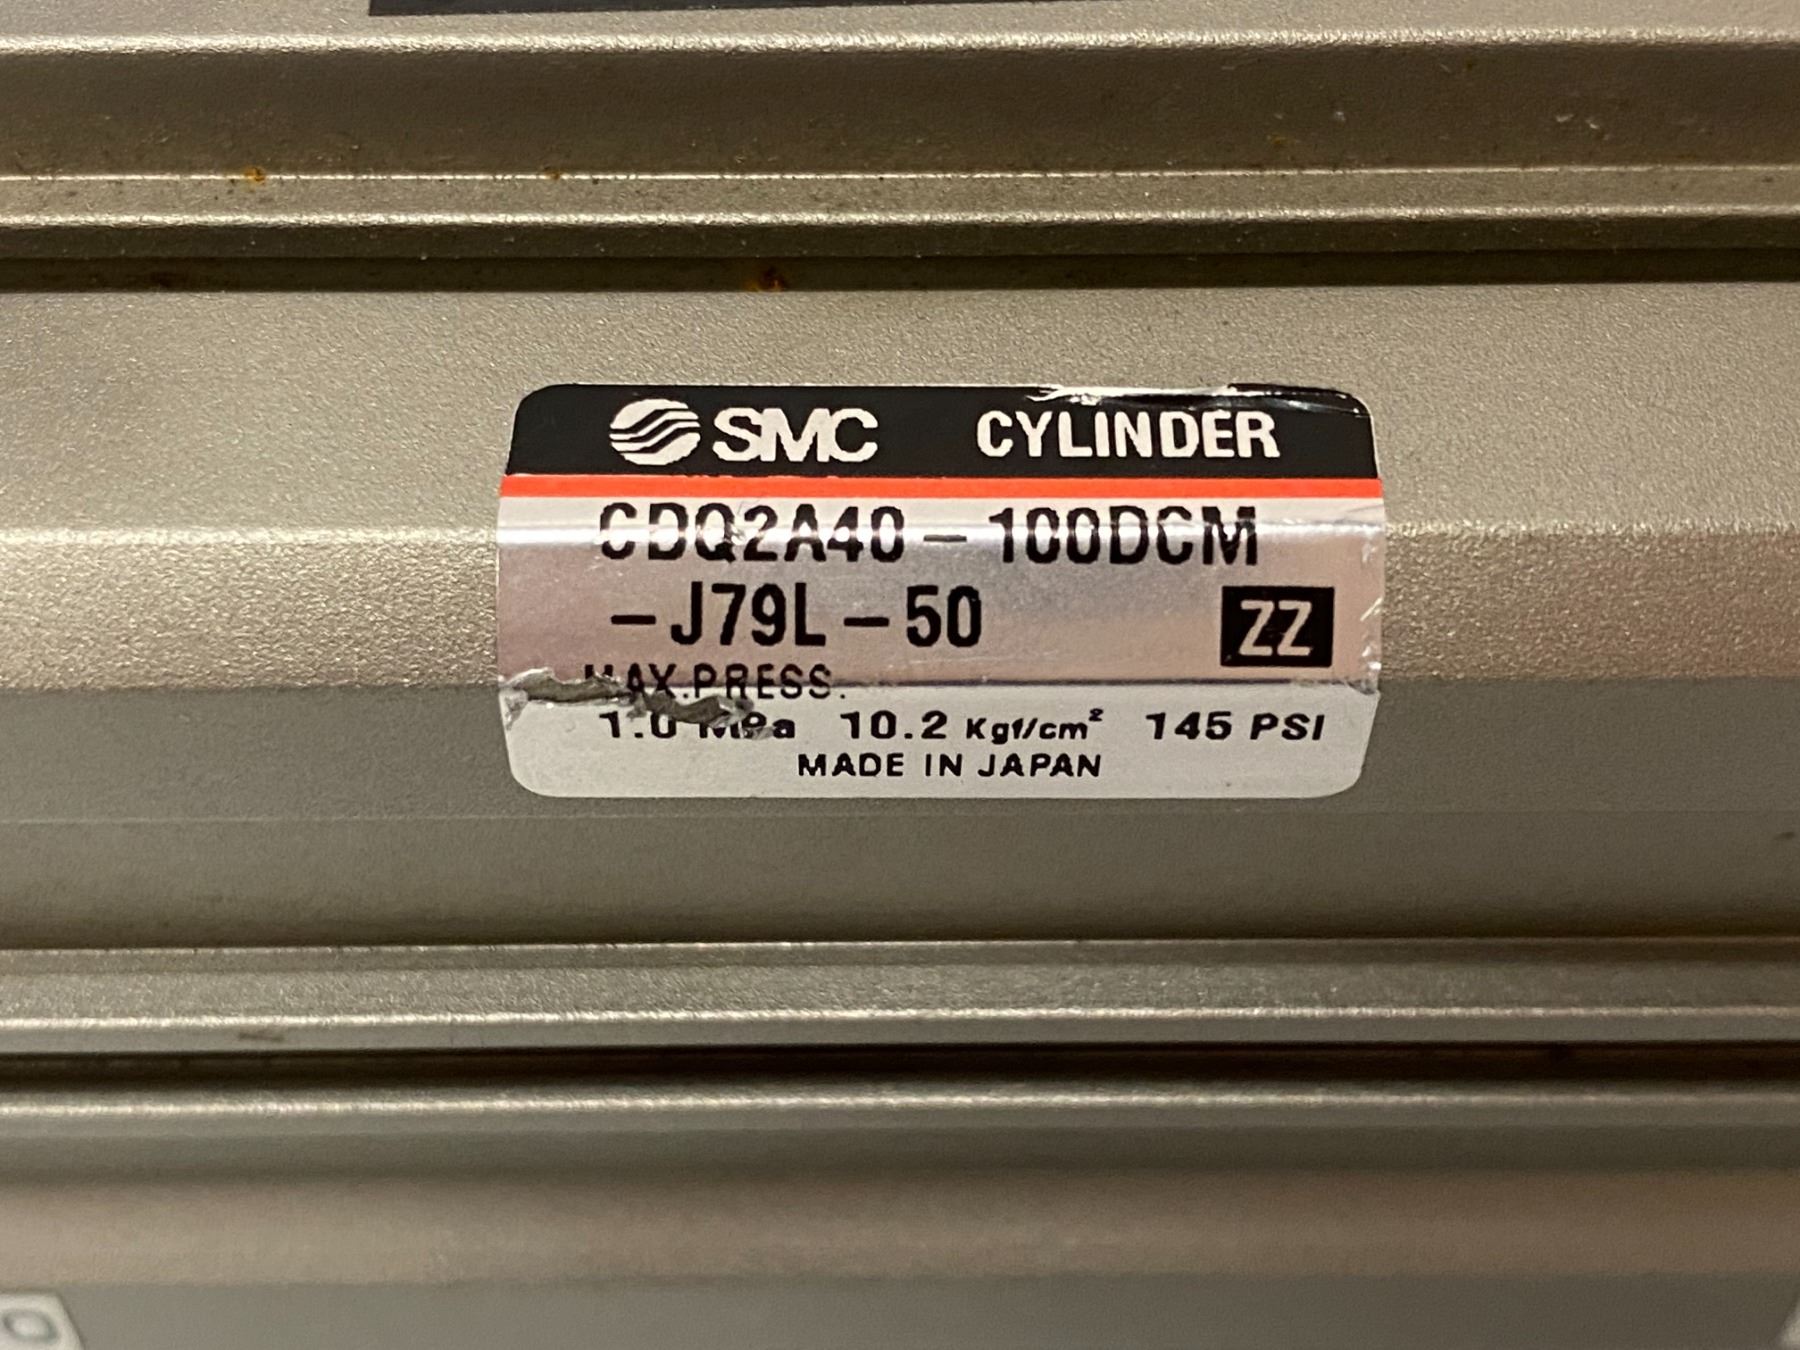 SMC CYLINDER
CDQ2A40-100DCM
-J79L-50 ZZ
MAX.PRESS.
1.0 MPa 10.2 Kgf/cm² 145 PSI
MADE IN JAPAN